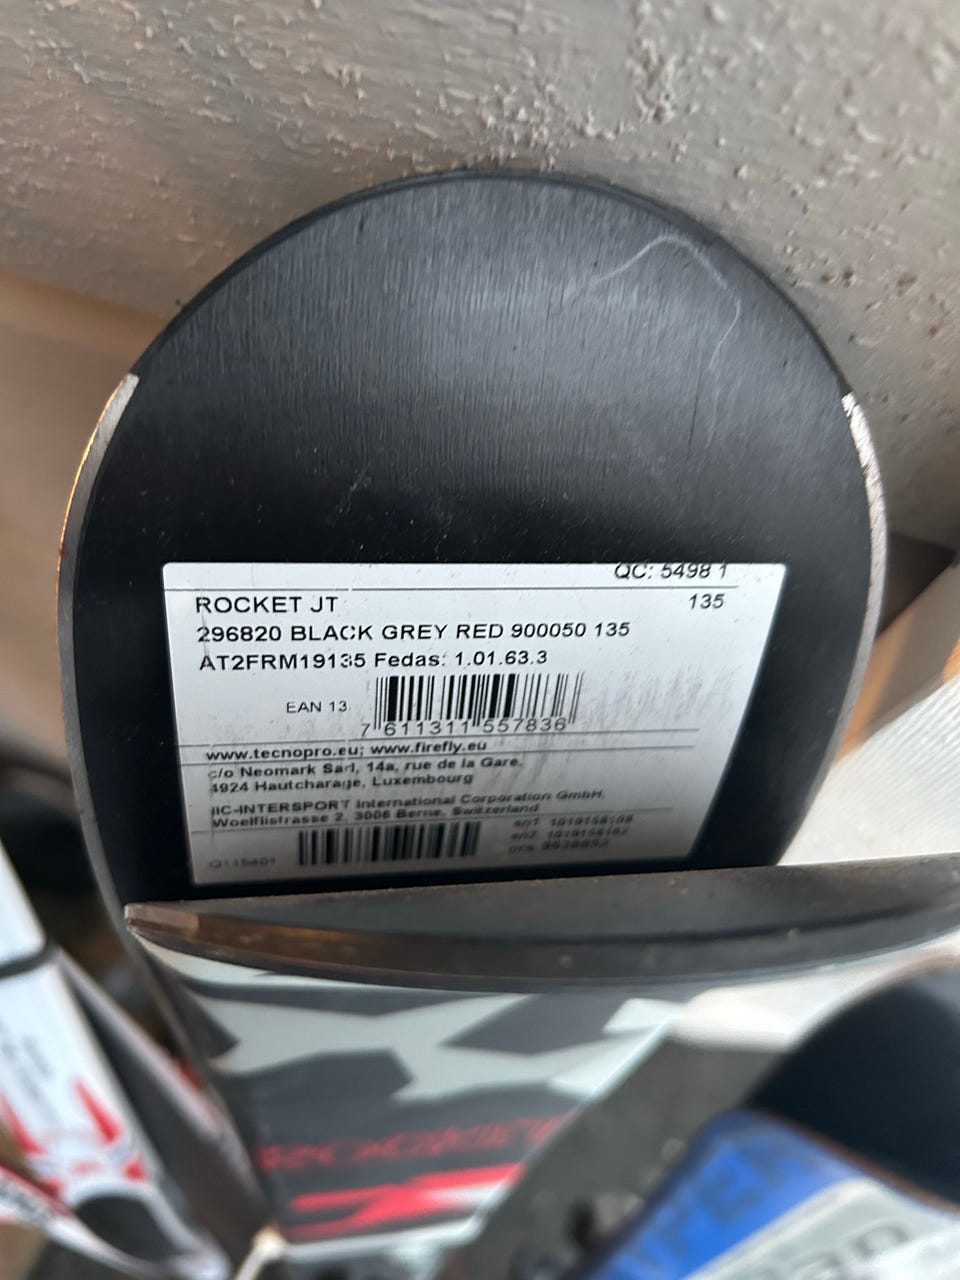 QC: 5498 1
ROCKET JT 135
296820 BLACK GREY RED 900050 135
AT2FRM19135 Fedas: 1.01.63.3
EAN 13
7 611311 557836
www.tecnopro.eu; www.firefly.eu
c/o Neomark Sarl, 14a, rue de la Gare,
4924 Hautcharage, Luxembourg
IIC-INTERSPORT International Corporation GmbH,
Woelflistrasse 2, 3006 Berne, Switzerland